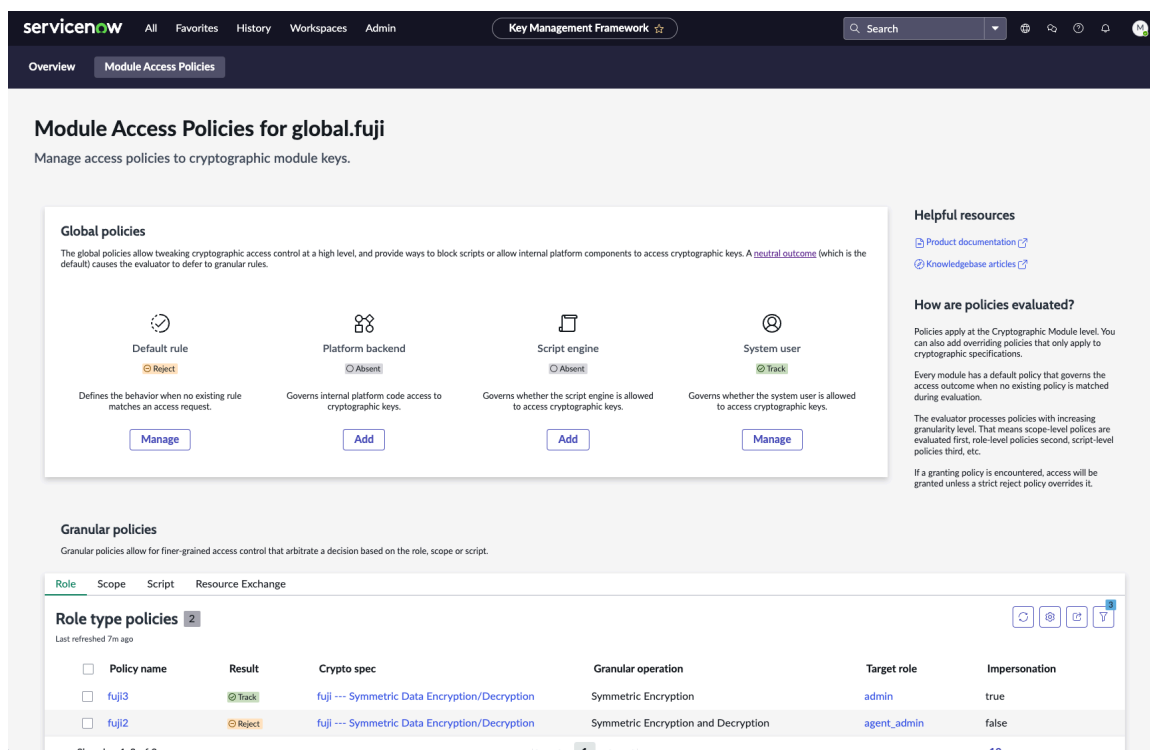 servicenow All Favorites History Workspaces Admin Key Management Framework Search M
Overview Module Access Policies
Module Access Policies for global.fuji
Manage access policies to cryptographic module keys.
Global policies
The global policies allow tweaking cryptographic access control at a high level, and provide ways to block scripts or allow internal platform components to access cryptographic keys. A neutral outcome (which is the
default) causes the evaluator to defer to granular rules.
Default rule
Reject
Defines the behavior when no existing rule
matches an access request.
Manage
Platform backend
Absent
Governs internal platform code access to
cryptographic keys.
Add
Script engine
Absent
Governs whether the script engine is allowed
to access cryptographic keys.
Add
System user
Track
Governs whether the system user is allowed
to access cryptographic keys.
Manage
Helpful resources
Product documentation
Knowledgebase articles
How are policies evaluated?
Policies apply at the Cryptographic Module level. You
can also add overriding policies that only apply to
cryptographic specifications.
Every module has a default policy that governs the
access outcome when no existing policy is matched
during evaluation.
The evaluator processes policies with increasing
granularity level. That means scope-level polices are
evaluated first, role-level policies second, script-level
policies third, etc.
If a granting policy is encountered, access will be
granted unless a strict reject policy overrides it.
Granular policies
Granular policies allow for finer-grained access control that arbitrate a decision based on the role, scope or script.
Role Scope Script Resource Exchange
Role type policies 2
3
Last refreshed 7m ago
Policy name Result Crypto spec Granular operation Target role Impersonation
fuji3 Track fuji --- Symmetric Data Encryption/Decryption Symmetric Encryption admin true
fuji2 Reject fuji --- Symmetric Data Encryption/Decryption Symmetric Encryption and Decryption agent_admin false